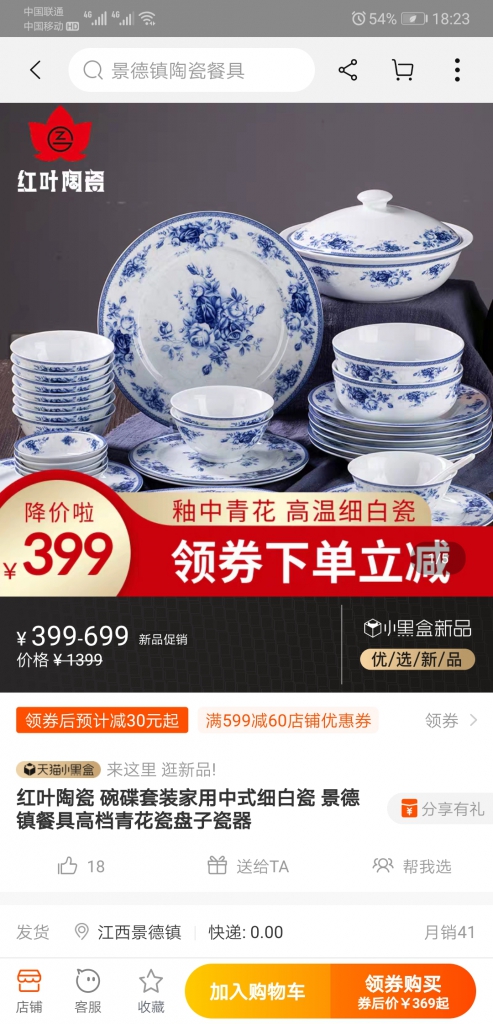 中国联通
中国移动 HD
4G 4G
54% 18:23
景德镇陶瓷餐具
红叶陶瓷
降价啦
¥399
釉中青花 高温细白瓷
领券下单立减
/5
¥399-699 新品促销
价格¥1399
小黑盒新品
优/选/新/品
领券后预计减30元起 满599减60店铺优惠券 领券
天猫小黑盒 来这里 逛新品!
红叶陶瓷 碗碟套装家用中式细白瓷 景德
镇餐具高档青花瓷盘子瓷器
分享有礼
18 送给TA 帮我选
发货 江西景德镇 快递: 0.00 月销41
店铺 客服 收藏
加入购物车
领券购买
券后价¥369起